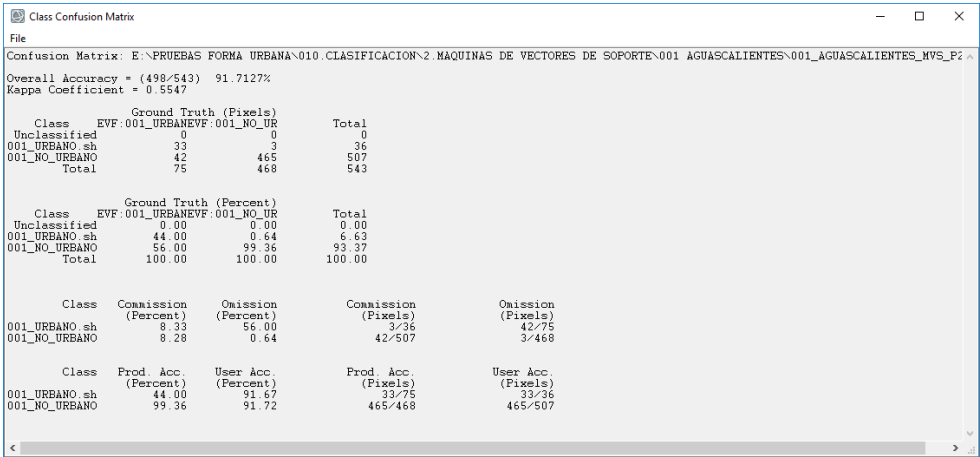 Class Confusion Matrix
File
Confusion Matrix: E:\PRUEBAS FORMA URBANA\010.CLASIFICACION\2.MAQUINAS DE VECTORES DE SOPORTE\001 AGUASCALIENTES\001_AGUASCALIENTES_MVS_P2
Overall Accuracy = (498/543) 91.7127%
Kappa Coefficient = 0.5547
Ground Truth (Pixels)
Class EVF:001_URBANEVF:001_NO_UR Total
Unclassified 0 0 0
001_URBANO.sh 33 3 36
001_NO_URBANO 42 465 507
Total 75 468 543
Ground Truth (Percent)
Class EVF:001_URBANEVF:001_NO_UR Total
Unclassified 0.00 0.00 0.00
001_URBANO.sh 44.00 0.64 6.63
001_NO_URBANO 56.00 99.36 93.37
Total 100.00 100.00 100.00
Class Commission Omission Commission Omission
(Percent) (Percent) (Pixels) (Pixels)
001_URBANO.sh 8.33 56.00 3/36 42/75
001_NO_URBANO 8.28 0.64 42/507 3/468
Class Prod. Acc. User Acc. Prod. Acc. User Acc.
(Percent) (Percent) (Pixels) (Pixels)
001_URBANO.sh 44.00 91.67 33/75 33/36
001_NO_URBANO 99.36 91.72 465/468 465/507